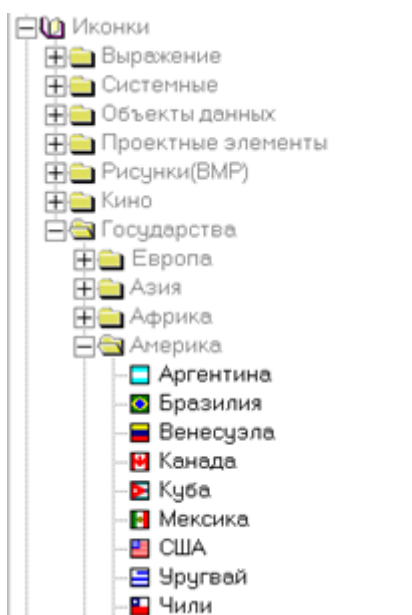 Иконки
Выражение
Системные
Объекты данных
Проектные элементы
Рисунки(BMP)
Кино
Государства
Европа
Азия
Африка
Америка
Аргентина
Бразилия
Венесуэла
Канада
Куба
Мексика
США
Уругвай
Чили